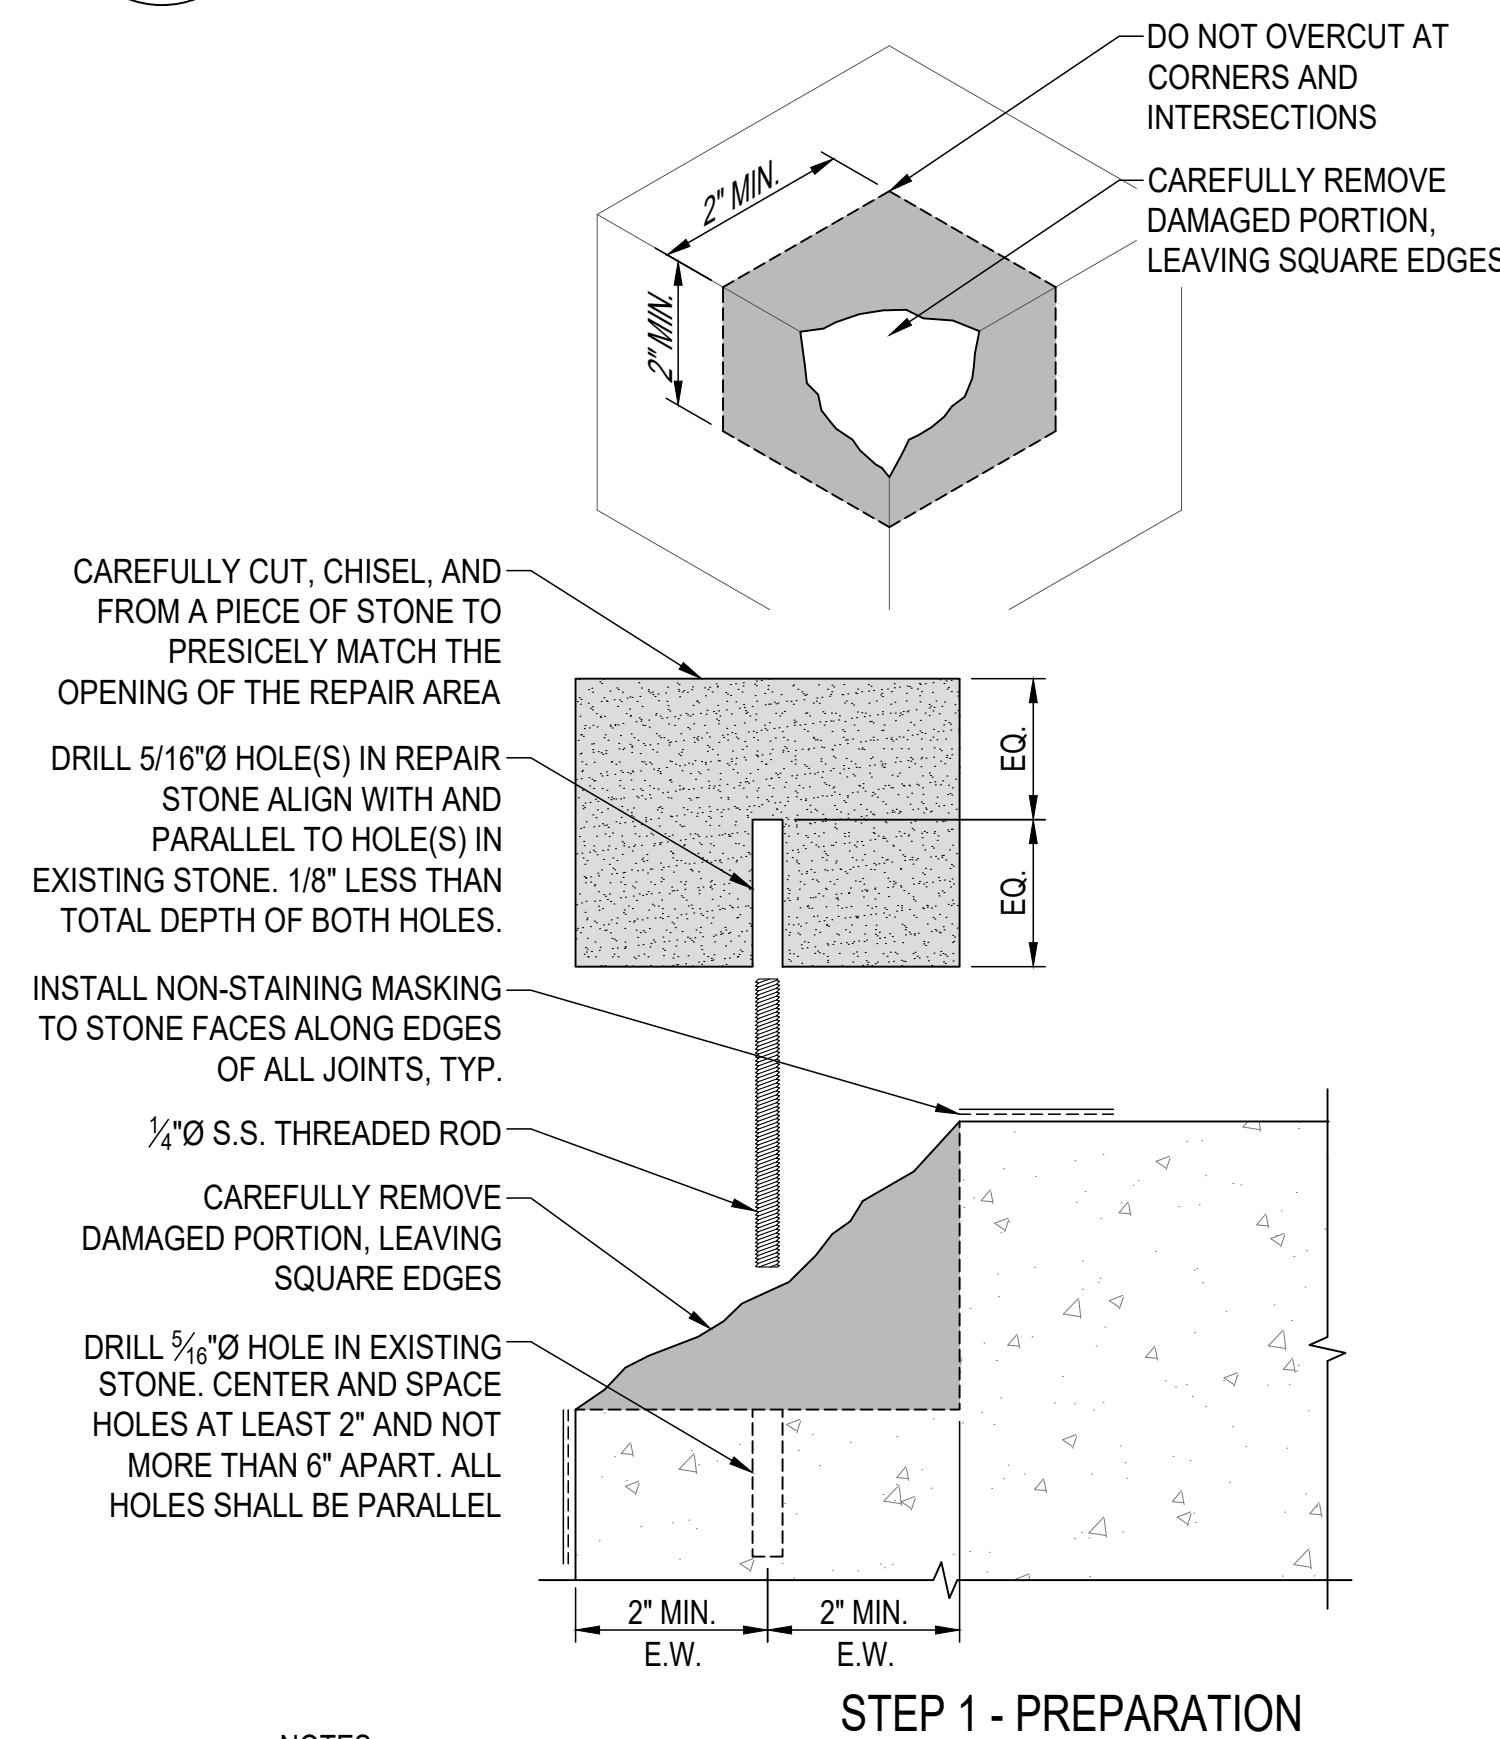 DO NOT OVERCUT AT
CORNERS AND
INTERSECTIONS
CAREFULLY REMOVE
DAMAGED PORTION,
LEAVING SQUARE EDGES
2" MIN.
2" MIN.
CAREFULLY CUT, CHISEL, AND
FROM A PIECE OF STONE TO
PRESICELY MATCH THE
OPENING OF THE REPAIR AREA
DRILL 5/16"Ø HOLE(S) IN REPAIR
STONE ALIGN WITH AND
PARALLEL TO HOLE(S) IN
EXISTING STONE. 1/8" LESS THAN
TOTAL DEPTH OF BOTH HOLES.
EQ.
EQ.
INSTALL NON-STAINING MASKING
TO STONE FACES ALONG EDGES
OF ALL JOINTS, TYP.
1/4"Ø S.S. THREADED ROD
CAREFULLY REMOVE
DAMAGED PORTION, LEAVING
SQUARE EDGES
DRILL 5/16"Ø HOLE IN EXISTING
STONE. CENTER AND SPACE
HOLES AT LEAST 2" AND NOT
MORE THAN 6" APART. ALL
HOLES SHALL BE PARALLEL
2" MIN. 2" MIN.
E.W. E.W.
STEP 1 - PREPARATION
NOTES